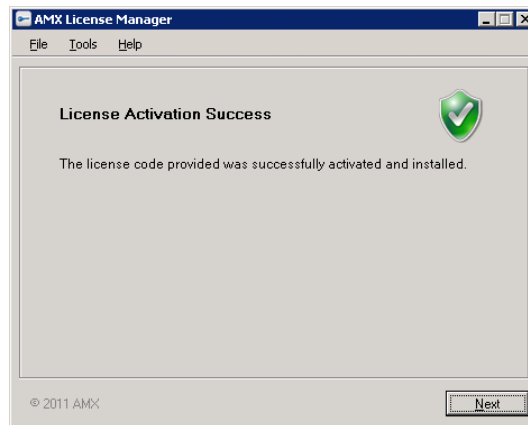 AMX License Manager
File Tools Help
License Activation Success
The license code provided was successfully activated and installed.
© 2011 AMX
Next